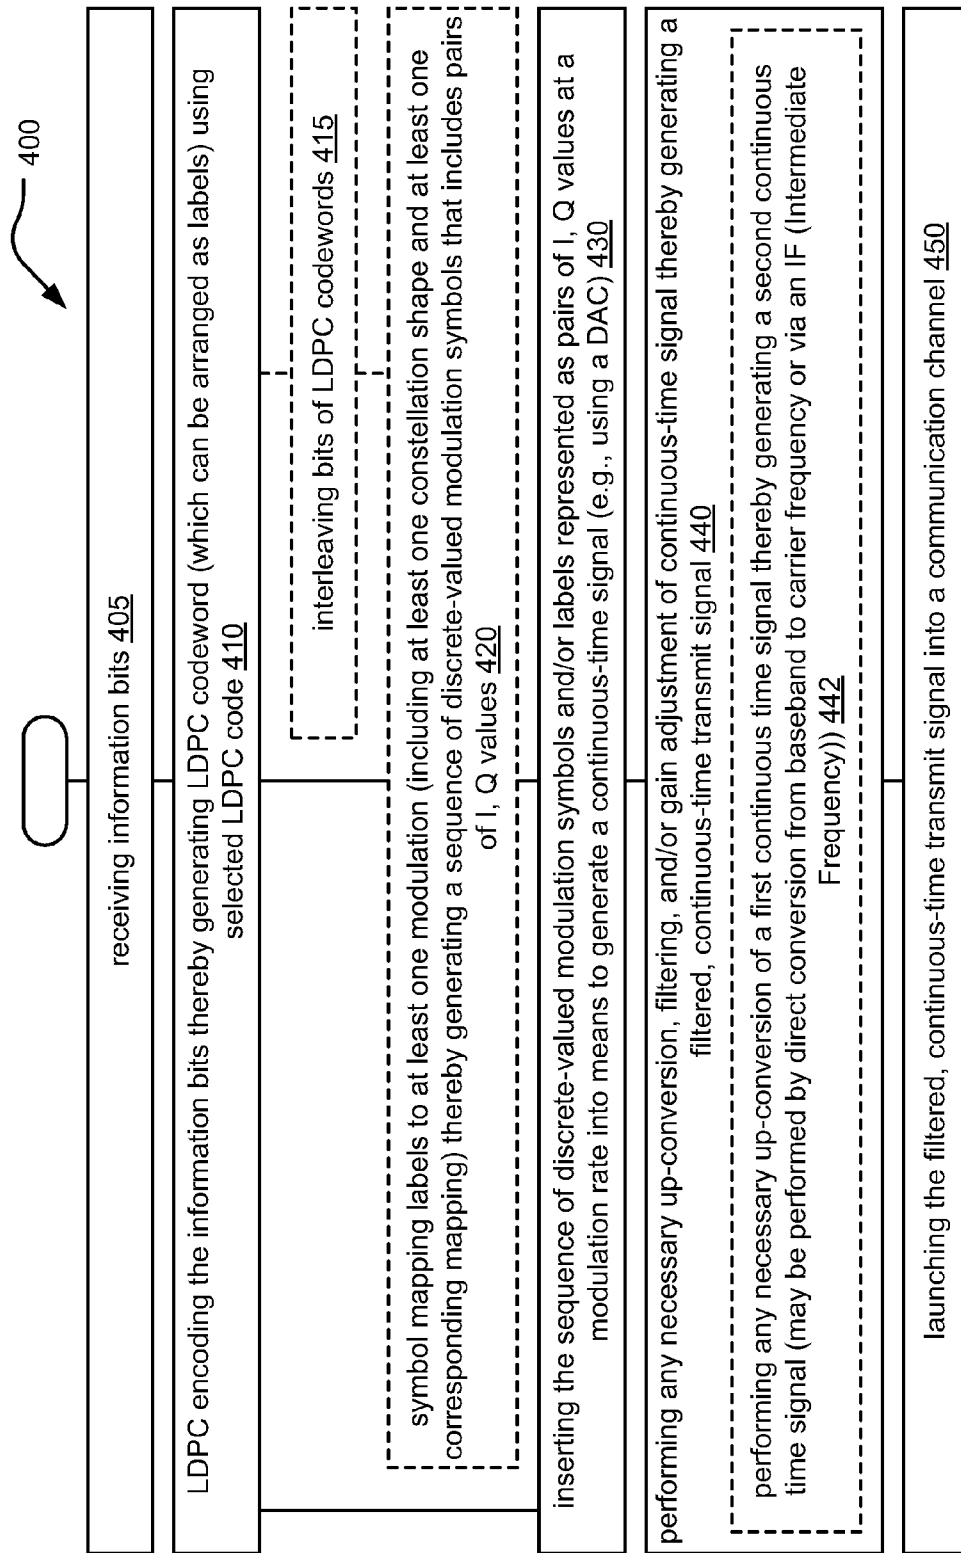 400
receiving information bits 405
LDPC encoding the information bits thereby generating LDPC codeword (which can be arranged as labels) using
selected LDPC code 410
interleaving bits of LDPC codewords 415
symbol mapping labels to at least one modulation (including at least one constellation shape and at least one
corresponding mapping) thereby generating a sequence of discrete-valued modulation symbols that includes pairs
of I, Q values 420
inserting the sequence of discrete-valued modulation symbols and/or labels represented as pairs of I, Q values at a
modulation rate into means to generate a continuous-time signal (e.g., using a DAC) 430
performing any necessary up-conversion, filtering, and/or gain adjustment of continuous-time signal thereby generating a
filtered, continuous-time transmit signal 440
performing any necessary up-conversion of a first continuous time signal thereby generating a second continuous
time signal (may be performed by direct conversion from baseband to carrier frequency or via an IF (Intermediate
Frequency)) 442
launching the filtered, continuous-time transmit signal into a communication channel 450